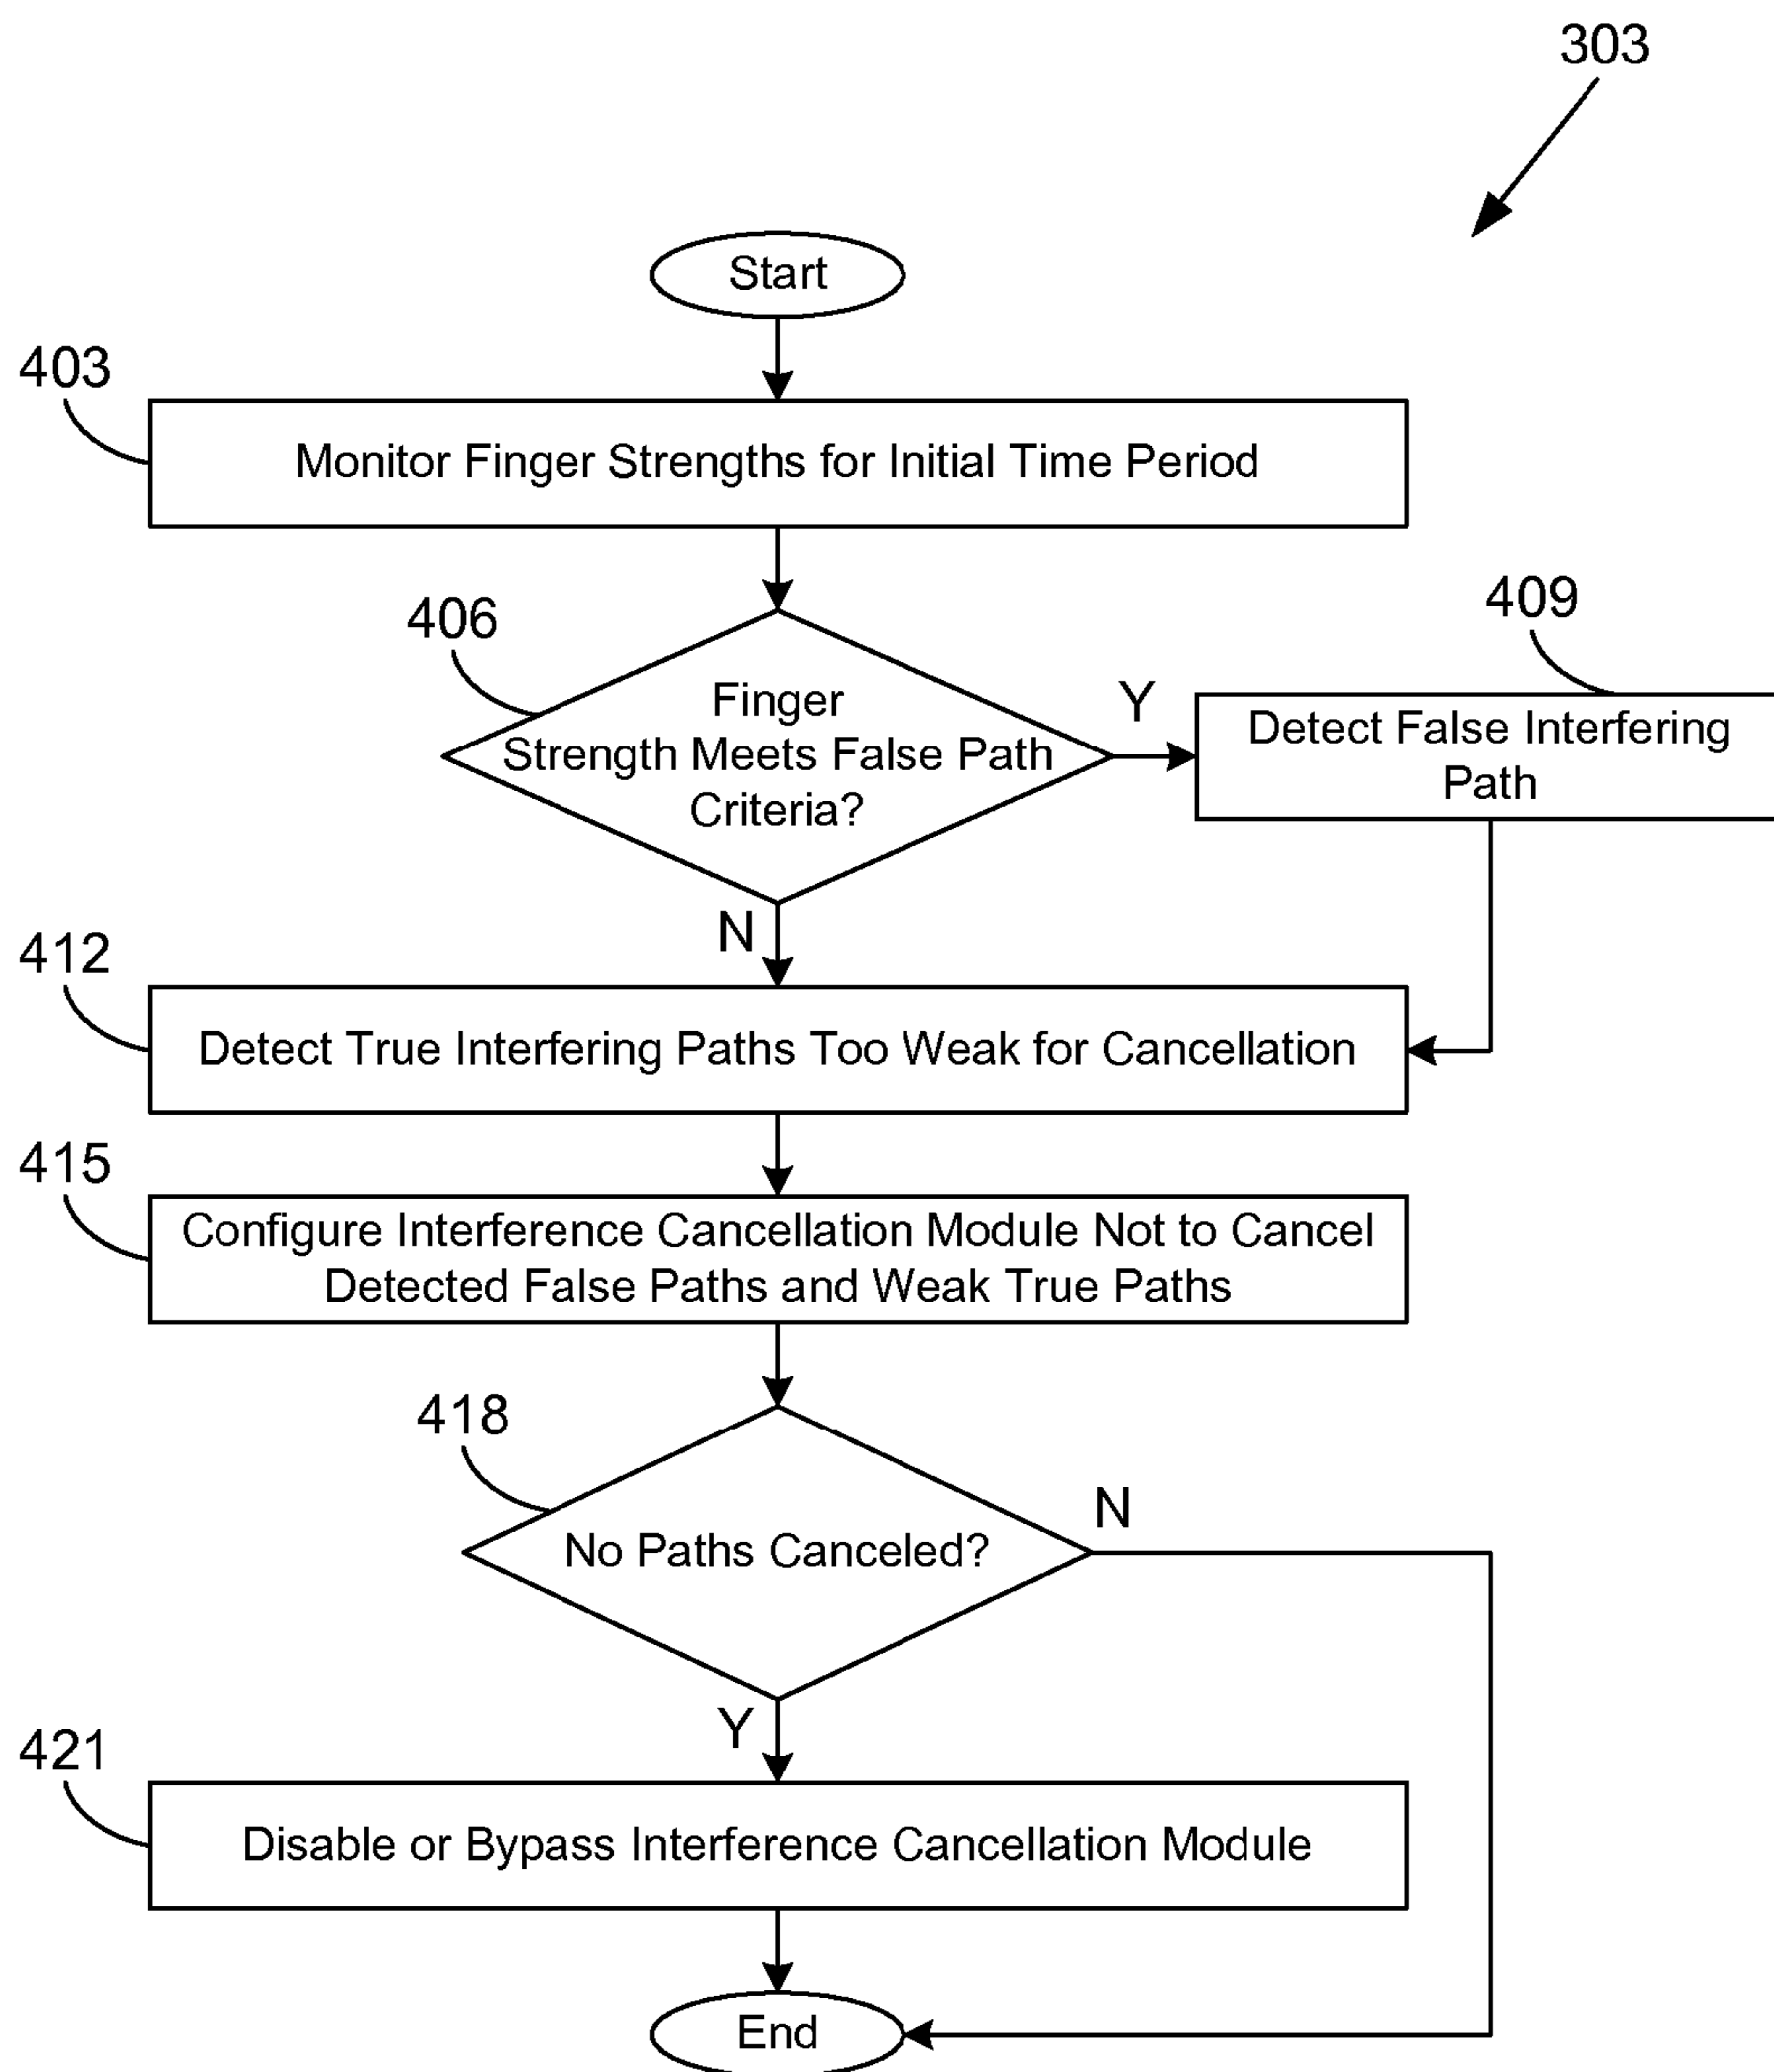 303
Start
403
Monitor Finger Strengths for Initial Time Period
406
409
Finger
Strength Meets False Path
Criteria?
Y
Detect False Interfering
Path
N
412
Detect True Interfering Paths Too Weak for Cancellation
415
Configure Interference Cancellation Module Not to Cancel
Detected False Paths and Weak True Paths
418
No Paths Canceled?
N
Y
421
Disable or Bypass Interference Cancellation Module
End